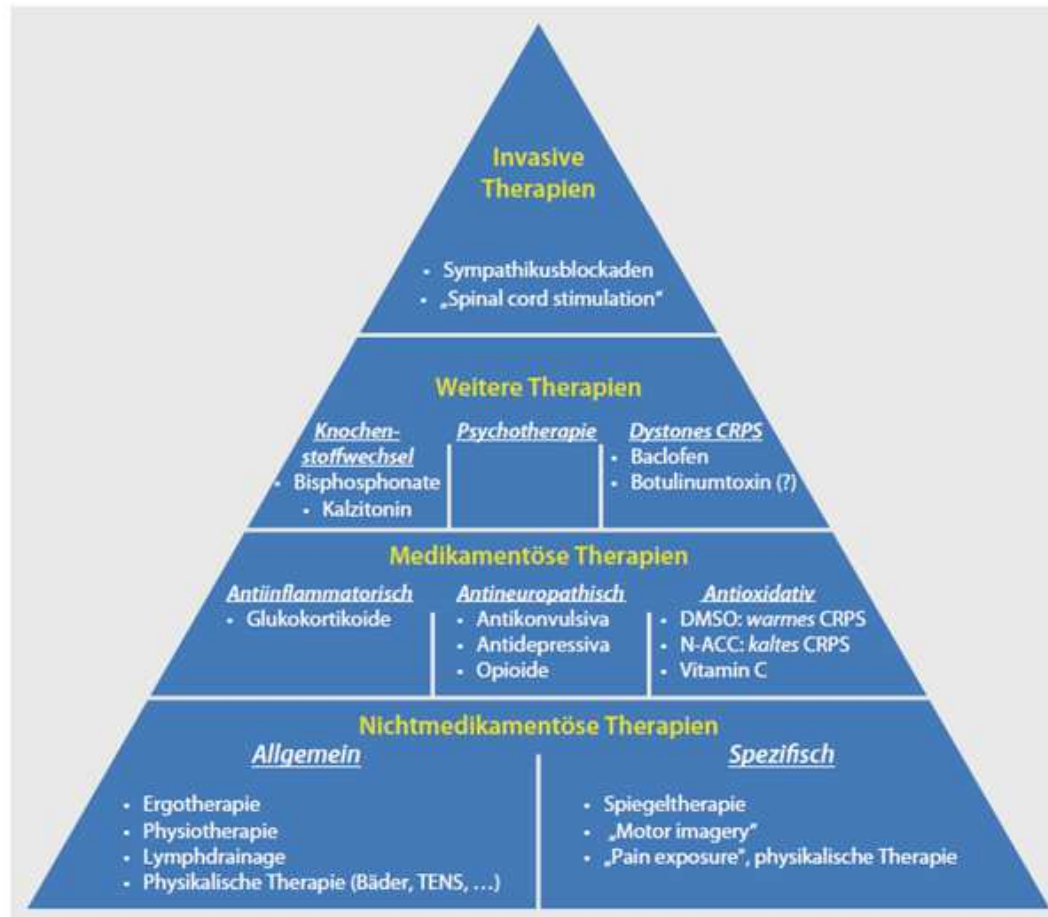 Invasive
Therapien
• Sympathikusblockaden
• „Spinal cord stimulation“
Weitere Therapien
Knochen-
stoffwechsel
• Bisphosphonate
• Kalzitonin
Psychotherapie
Dystones CRPS
• Baclofen
• Botulinumtoxin (?)
Medikamentöse Therapien
Antiinflammatorisch
• Glukokortikoide
Antineuropathisch
• Antikonvulsiva
• Antidepressiva
• Opioide
Antioxidativ
• DMSO: warmes CRPS
• N-ACC: kaltes CRPS
• Vitamin C
Nichtmedikamentöse Therapien
Allgemein
• Ergotherapie
• Physiotherapie
• Lymphdrainage
• Physikalische Therapie (Bäder, TENS, …)
Spezifisch
• Spiegeltherapie
• „Motor imagery“
• „Pain exposure“, physikalische Therapie